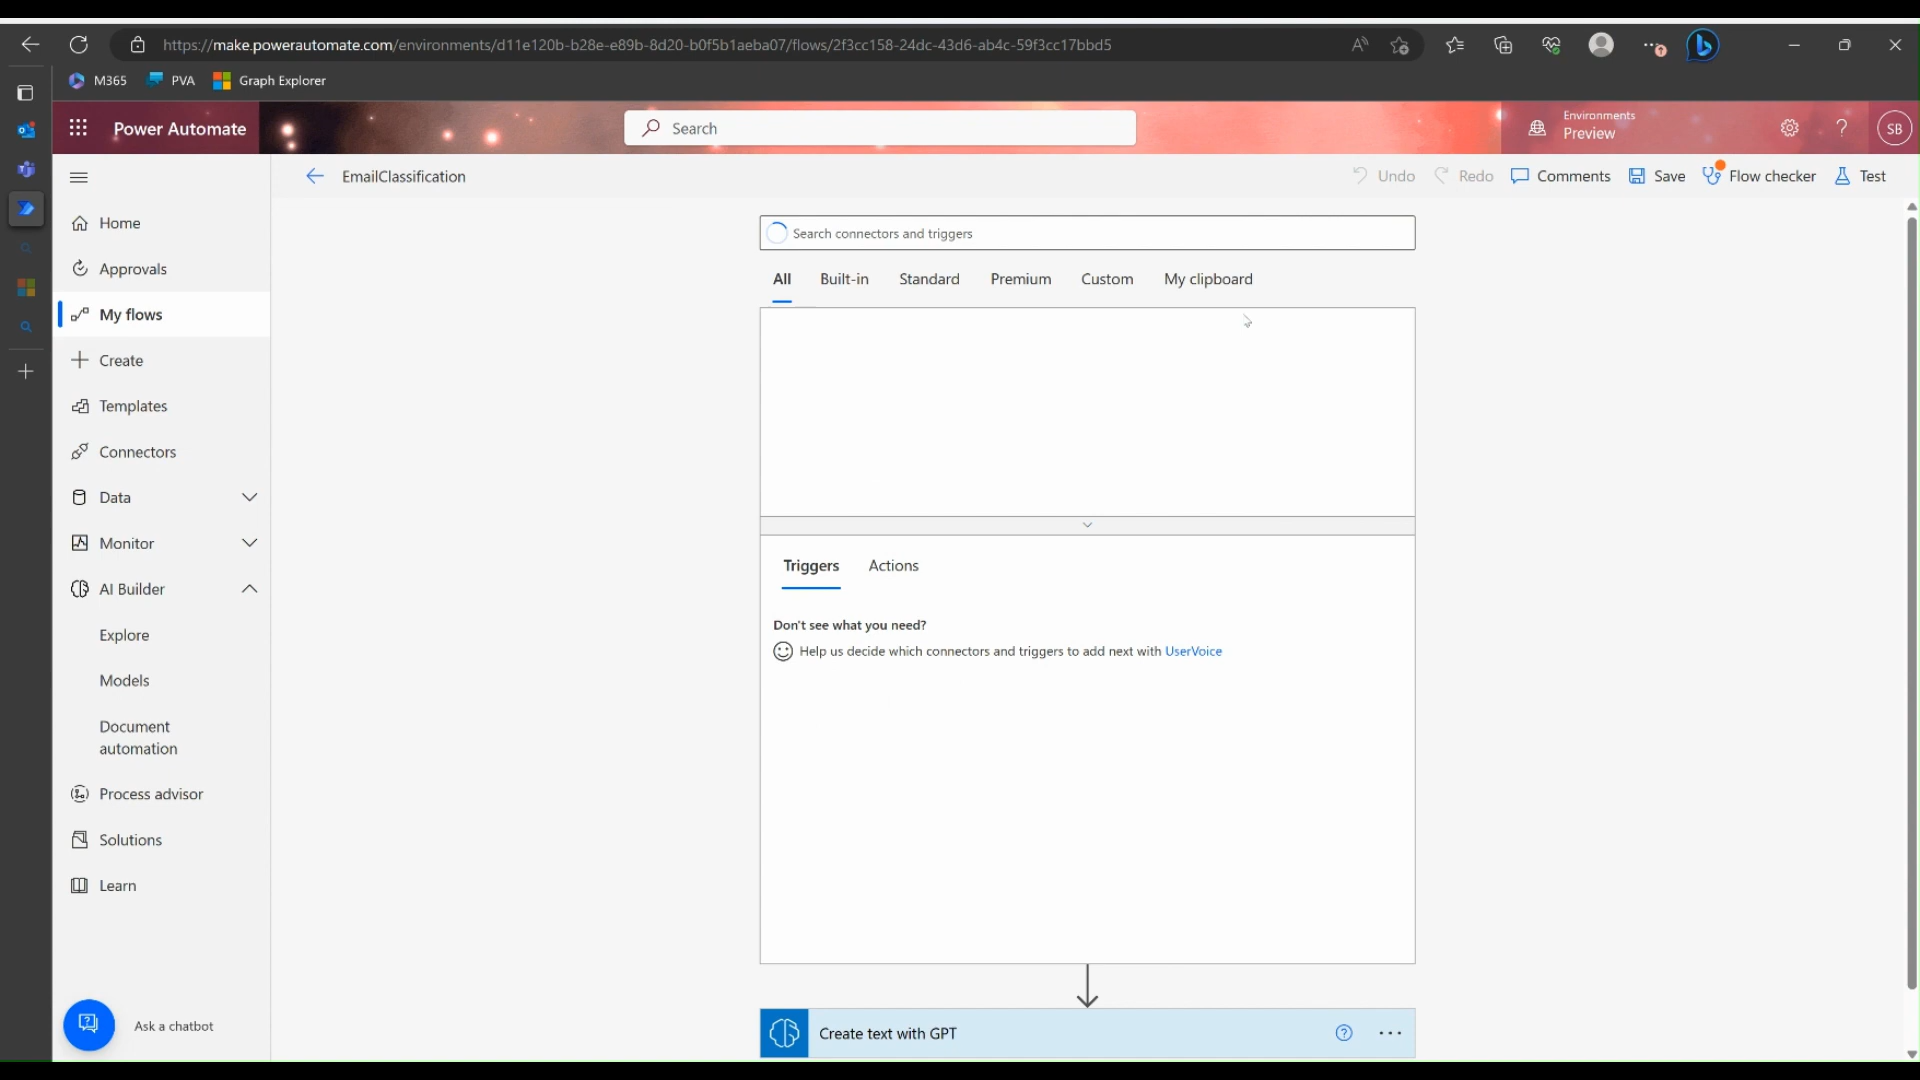 https://make.powerautomate.com/environments/d11e120b-b28e-e89b-8d20-b0f5b1aeba07/flows/2f3cc158-24dc-43d6-ab4c-59f3cc17bbd5
M365 PVA Graph Explorer
Power Automate
Search
Environments
Preview
SB
EmailClassification
Undo Redo Comments Save Flow checker Test
Home
Approvals
My flows
Create
Templates
Connectors
Data
Monitor
AI Builder
Explore
Models
Document
automation
Process advisor
Solutions
Learn
Ask a chatbot
Search connectors and triggers
All Built-in Standard Premium Custom My clipboard
Triggers Actions
Don't see what you need?
Help us decide which connectors and triggers to add next with UserVoice
Create text with GPT